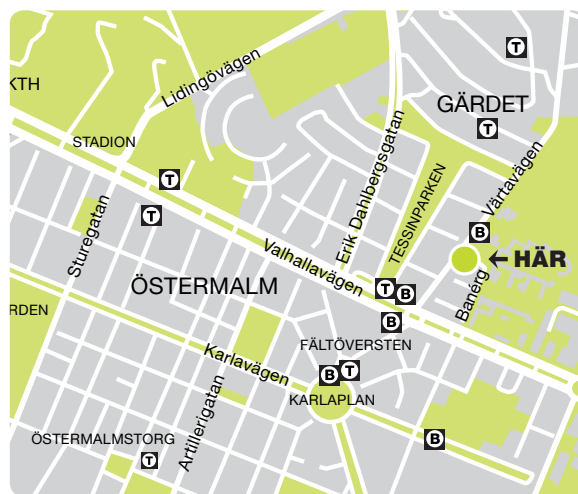 T
GÄRDET
Lidingövägen
KTH
T
STADION
Erik Dahlbergsgatan
Värtavägen
TESSINPARKEN
T
T
Sturegatan
B
Valhallavägen
← HÄR
ÖSTERMALM
Banérg
T
B
RDEN
B
FÄLTÖVERSTEN
Karlavägen
B
T
KARLAPLAN
Artillerigatan
ÖSTERMALMSTORG
B
T